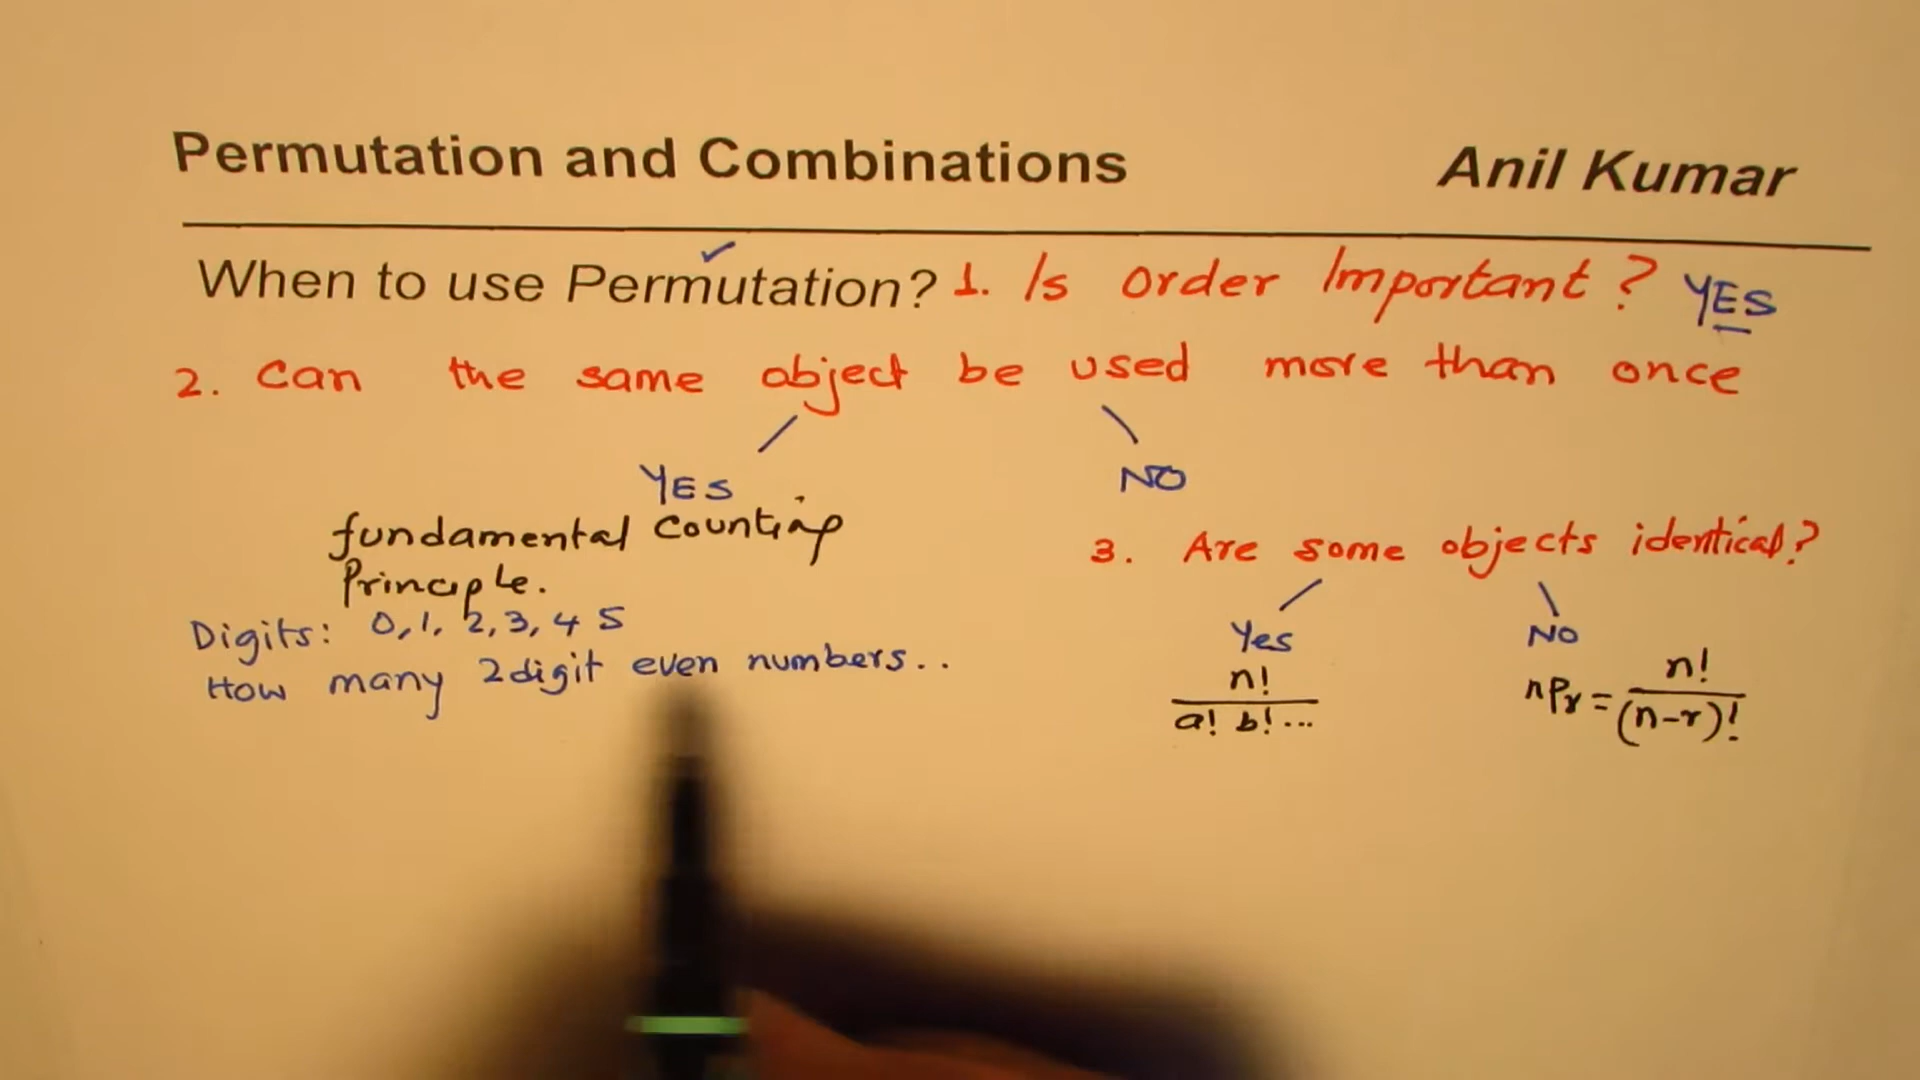 Permutation and Combinations Anil Kumar
When to use Permutation? 1. Is Order Important? YES
2. Can the same object be used more than once
YES NO
fundamental Counting
Principle.
3. Are some objects identical?
Digits: 0, 1, 2, 3, 4 5
How many 2 digit even numbers..
Yes No
n!
a! b! ...
nPr = n!
(n-r)!